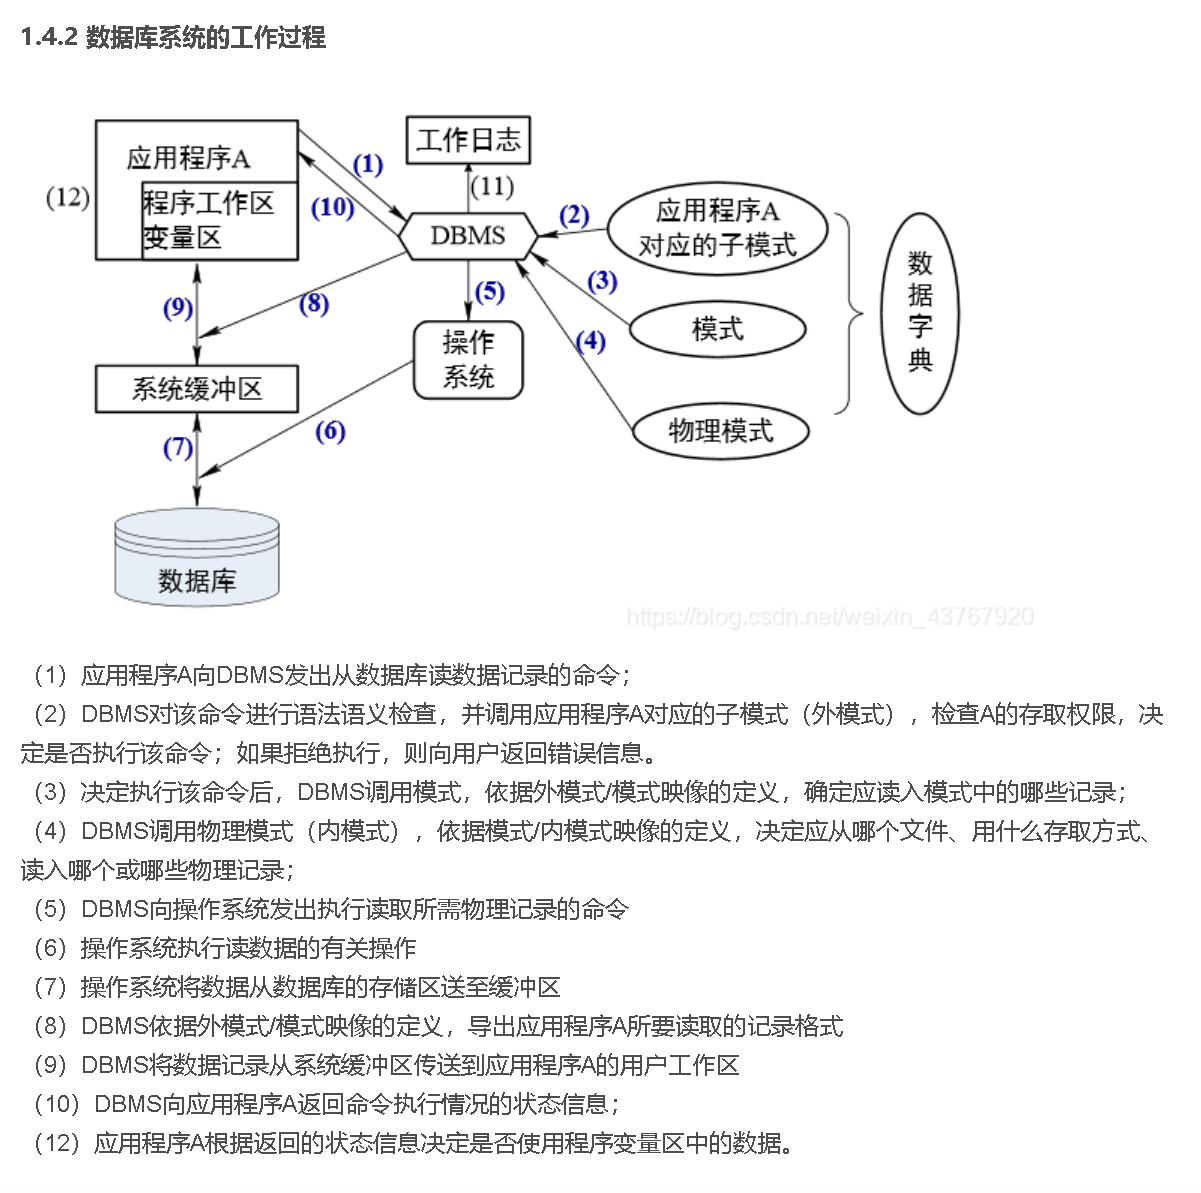 1.4.2 数据库系统的工作过程
应用程序A
程序工作区
变量区
(12)
(1)
(10)
工作日志
(11)
DBMS
(2)
应用程序A
对应的子模式
(3)
模式
(4)
物理模式
数
据
字
典
(5)
操作
系统
(8)
(9)
系统缓冲区
(6)
(7)
数据库
https://blog.csdn.net/weixin_43767920
（1）应用程序A向DBMS发出从数据库读数据记录的命令；
（2）DBMS对该命令进行语法语义检查，并调用应用程序A对应的子模式（外模式），检查A的存取权限，决
定是否执行该命令；如果拒绝执行，则向用户返回错误信息。
（3）决定执行该命令后，DBMS调用模式，依据外模式/模式映像的定义，确定应读入模式中的哪些记录；
（4）DBMS调用物理模式（内模式），依据模式/内模式映像的定义，决定应从哪个文件、用什么存取方式、
读入哪个或哪些物理记录；
（5）DBMS向操作系统发出执行读取所需物理记录的命令
（6）操作系统执行读数据的有关操作
（7）操作系统将数据从数据库的存储区送至缓冲区
（8）DBMS依据外模式/模式映像的定义，导出应用程序A所要读取的记录格式
（9）DBMS将数据记录从系统缓冲区传送到应用程序A的用户工作区
（10）DBMS向应用程序A返回命令执行情况的状态信息；
（12）应用程序A根据返回的状态信息决定是否使用程序变量区中的数据。